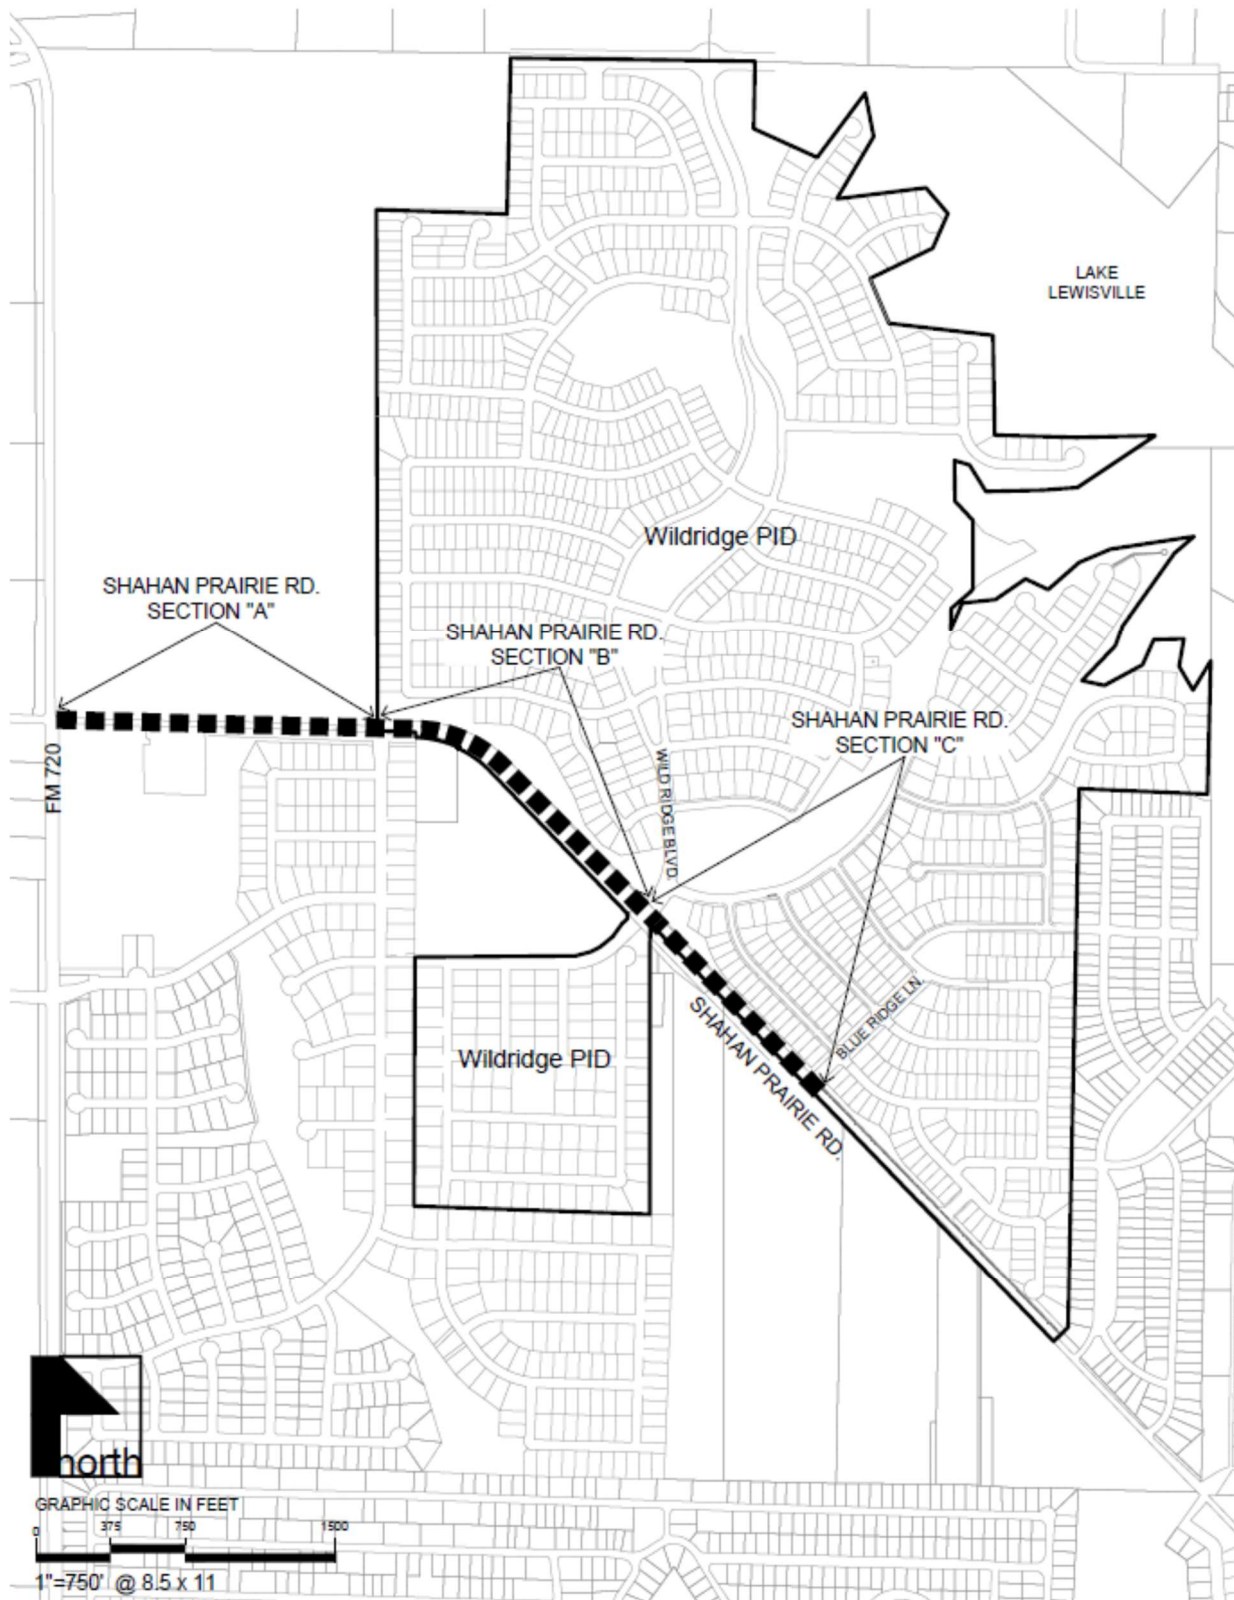 LAKE
LEWISVILLE
Wildridge PID
SHAHAN PRAIRIE RD.
SECTION "A"
SHAHAN PRAIRIE RD.
SECTION "B"
SHAHAN PRAIRIE RD.
SECTION "C"
FM 720
WILD RIDGE BLVD.
BLUE RIDGE LN.
SHAHAN PRAIRIE RD.
Wildridge PID
north
GRAPHIC SCALE IN FEET
0 375 750 1500
1"=750' @ 8.5 x 11